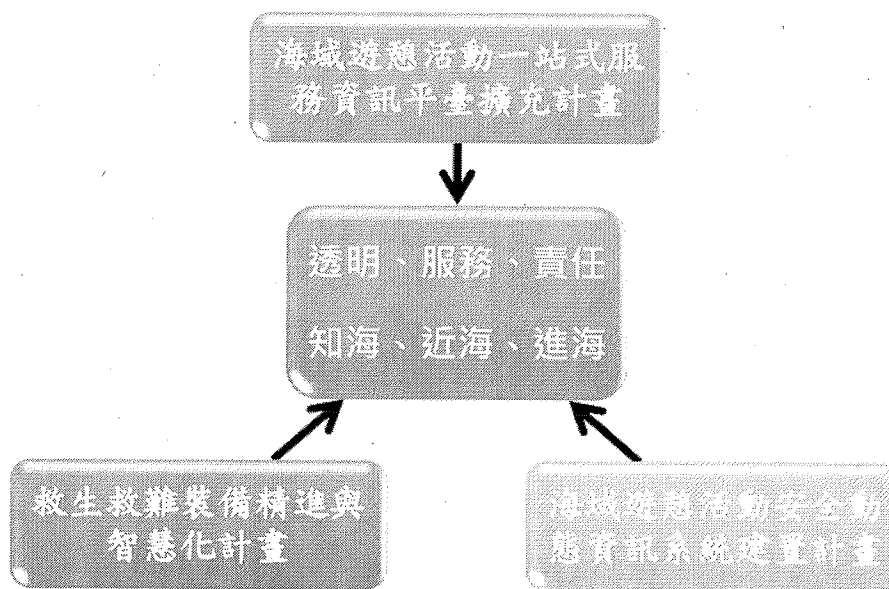 海域遊憩活動一站式服
務資訊平臺擴充計畫
透明、服務、責任
知海、近海、進海
救生救難裝備精進與
智慧化計畫
海域遊憩活動安全動
態資訊系統建置計畫